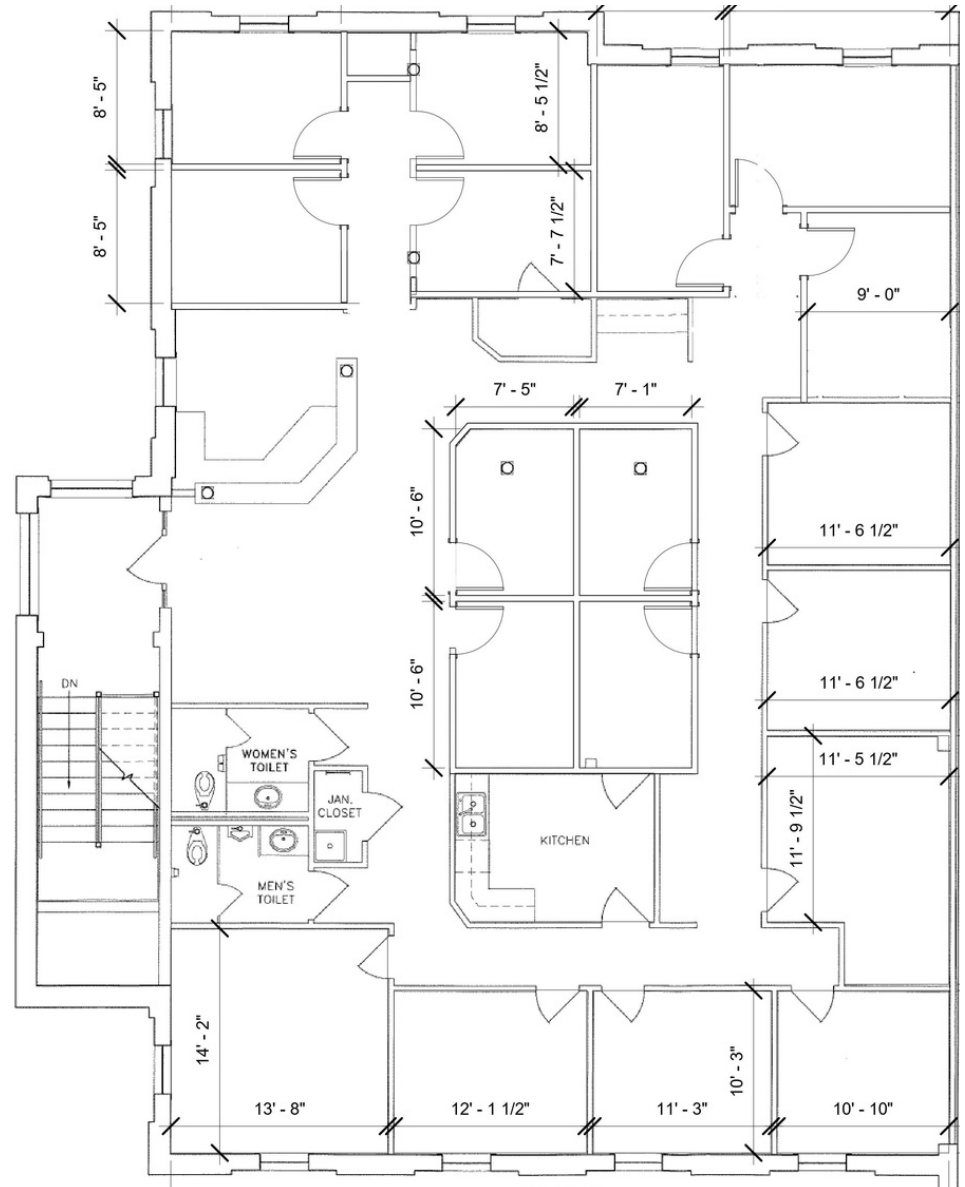 8' - 5"
8' - 5 1/2"
8' - 5"
7' - 7 1/2"
9' - 0"
7' - 5"
7' - 1"
10' - 6"
11' - 6 1/2"
10' - 6"
11' - 6 1/2"
DN
WOMEN'S
TOILET
11' - 5 1/2"
JAN.
CLOSET
11' - 9 1/2"
KITCHEN
MEN'S
TOILET
14' - 2"
10' - 3"
13' - 8"
12' - 1 1/2"
11' - 3"
10' - 10"